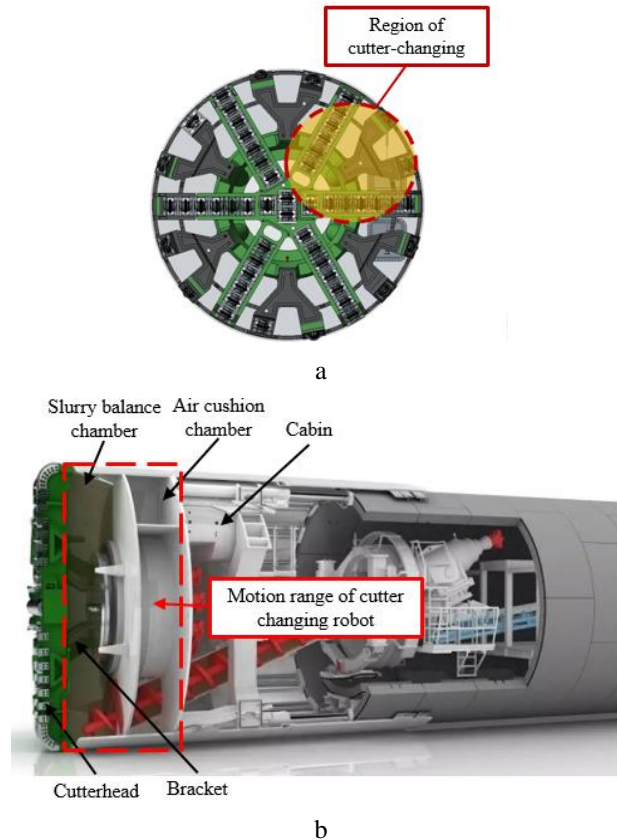 Region of
cutter-changing
a
Slurry balance
chamber
Air cushion
chamber
Cabin
Motion range of cutter
changing robot
Cutterhead
Bracket
b